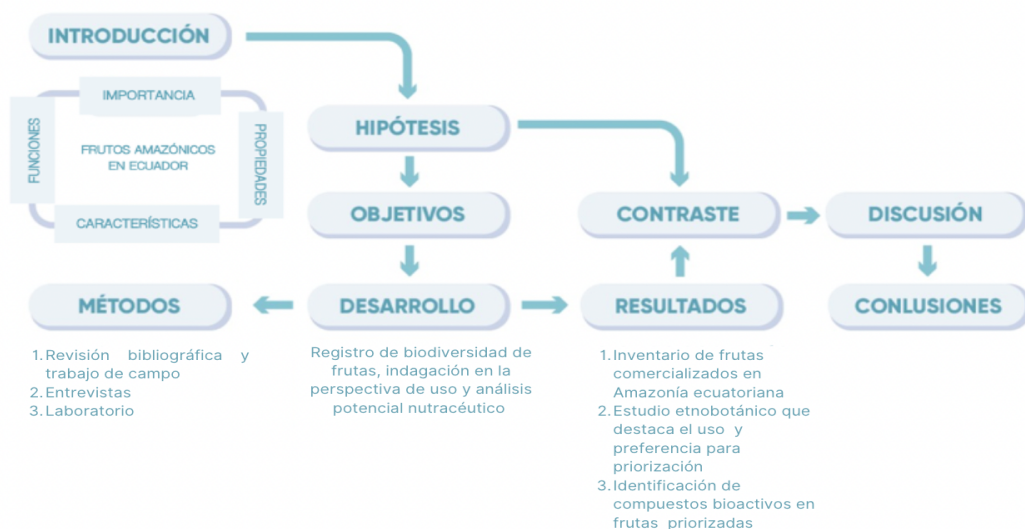 INTRODUCCIÓN
IMPORTANCIA
FUNCIONES
FRUTOS AMAZÓNICOS
EN ECUADOR
PROPIEDADES
CARACTERÍSTICAS
HIPÓTESIS
OBJETIVOS
CONTRASTE
DISCUSIÓN
MÉTODOS
DESARROLLO
RESULTADOS
CONLUSIONES
1. Revisión bibliográfica y
trabajo de campo
2. Entrevistas
3. Laboratorio
Registro de biodiversidad de
frutas, indagación en la
perspectiva de uso y análisis
potencial nutracéutico
1. Inventario de frutas
comercializados en
Amazonía ecuatoriana
2. Estudio etnobotánico que
destaca el uso y
preferencia para
priorización
3. Identificación de
compuestos bioactivos en
frutas priorizadas